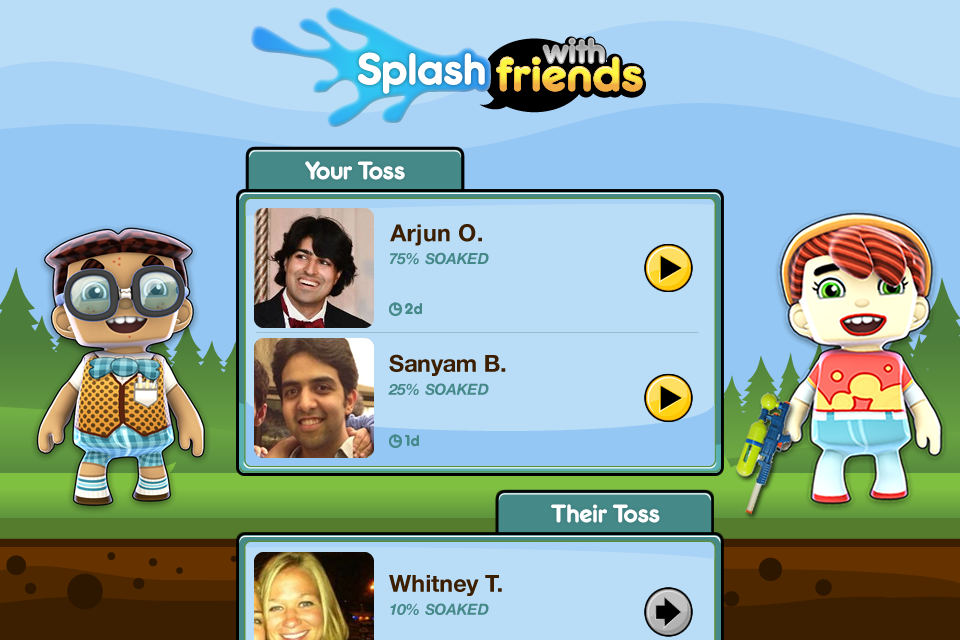 Splash with friends
Your Toss
Arjun O.
75% SOAKED
2d
Sanyam B.
25% SOAKED
1d
Their Toss
Whitney T.
10% SOAKED